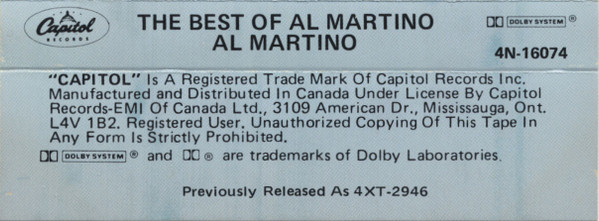 Capitol
RECORDS
THE BEST OF AL MARTINO
DOLBY SYSTEM ®
AL MARTINO
4N-16074
"CAPITOL" Is A Registered Trade Mark Of Capitol Records Inc.
Manufactured and Distributed In Canada Under License By Capitol
Records-EMI Of Canada Ltd., 3109 American Dr., Mississauga, Ont.
L4V 1B2. Registered User. Unauthorized Copying Of This Tape In
Any Form Is Strictly Prohibited.
DOLBY SYSTEM ® and ® are trademarks of Dolby Laboratories.
Previously Released As 4XT-2946